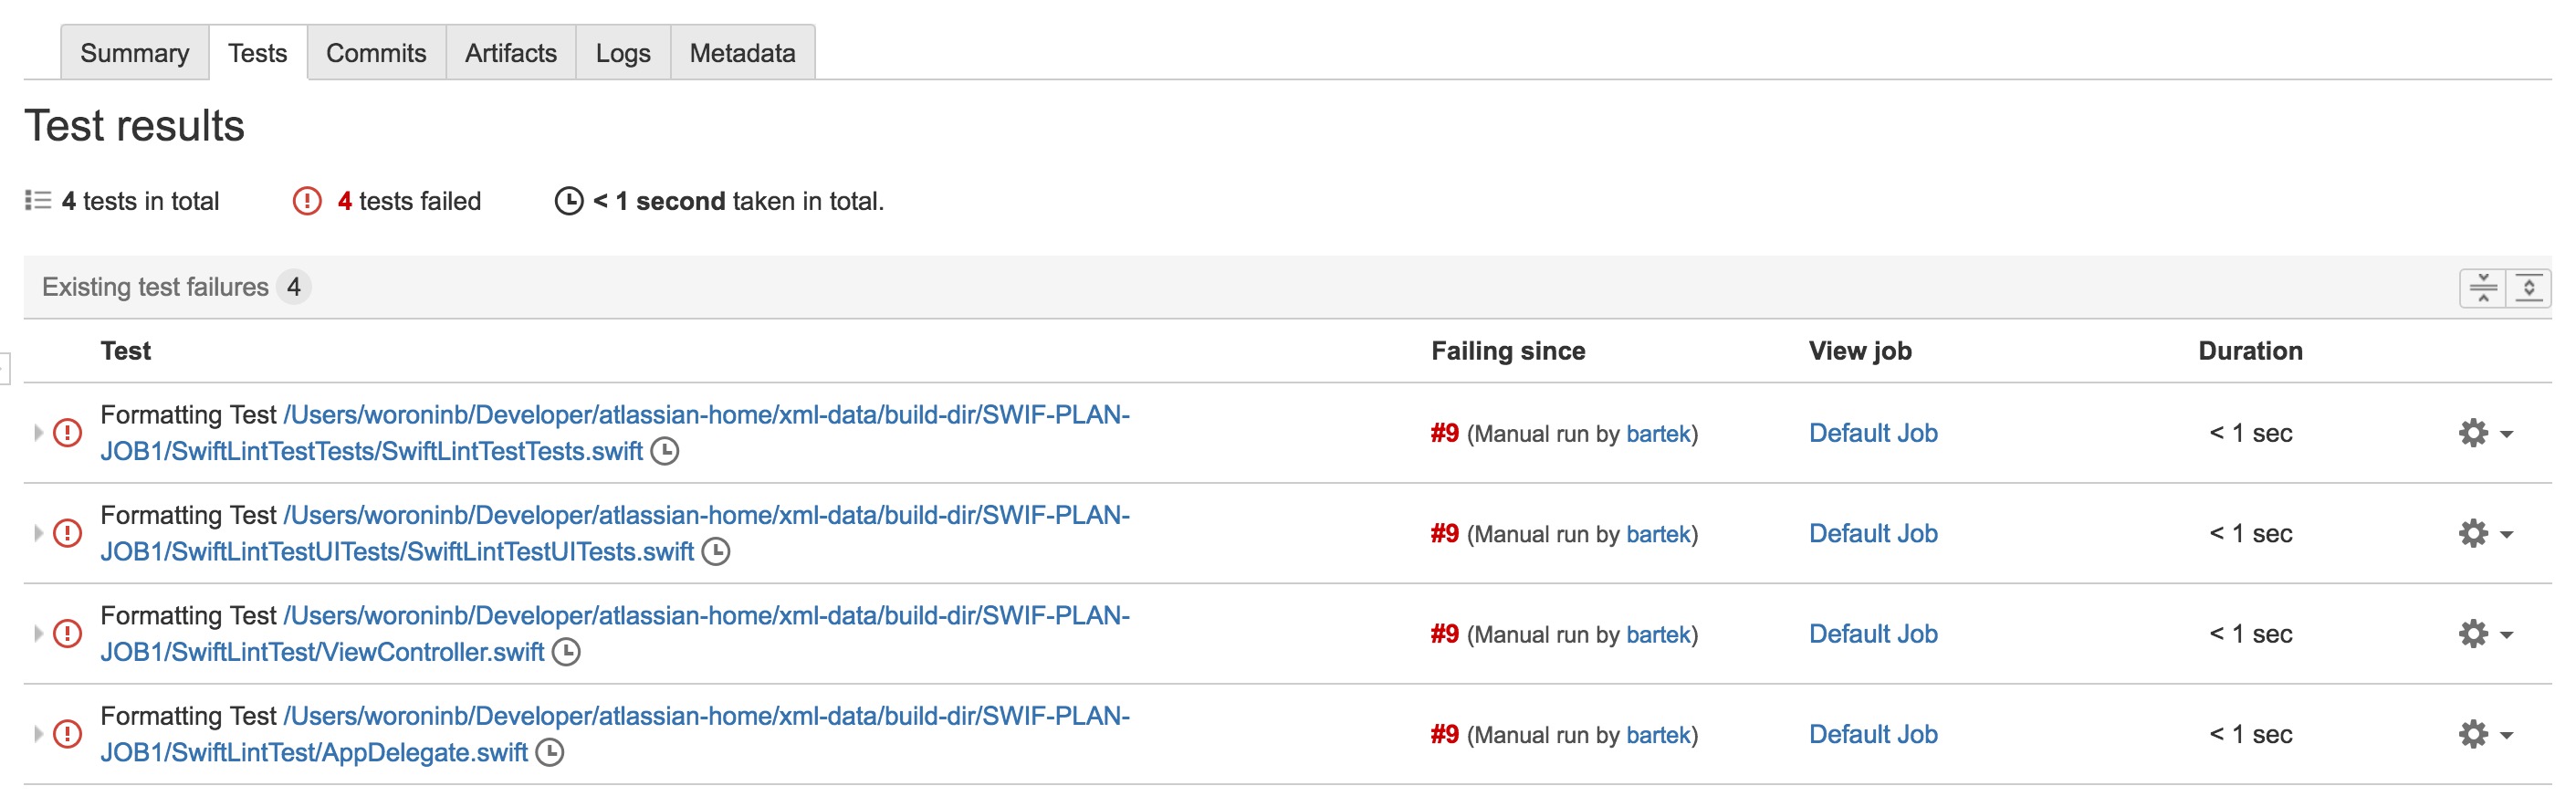 Summary Tests Commits Artifacts Logs Metadata
Test results
4 tests in total 4 tests failed < 1 second taken in total.
Existing test failures 4
Test Failing since View job Duration
Formatting Test /Users/woroninb/Developer/atlassian-home/xml-data/build-dir/SWIF-PLAN-
JOB1/SwiftLintTestTests/SwiftLintTestTests.swift
#9 (Manual run by bartek) Default Job < 1 sec
Formatting Test /Users/woroninb/Developer/atlassian-home/xml-data/build-dir/SWIF-PLAN-
JOB1/SwiftLintTestUITests/SwiftLintTestUITests.swift
#9 (Manual run by bartek) Default Job < 1 sec
Formatting Test /Users/woroninb/Developer/atlassian-home/xml-data/build-dir/SWIF-PLAN-
JOB1/SwiftLintTest/ViewController.swift
#9 (Manual run by bartek) Default Job < 1 sec
Formatting Test /Users/woroninb/Developer/atlassian-home/xml-data/build-dir/SWIF-PLAN-
JOB1/SwiftLintTest/AppDelegate.swift
#9 (Manual run by bartek) Default Job < 1 sec